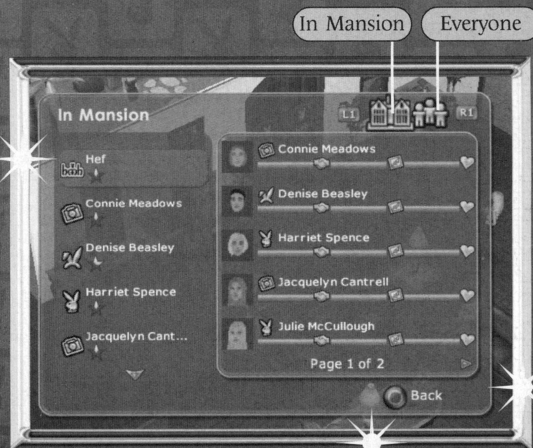 In Mansion
Everyone
In Mansion
L1
R1
Hef
Connie Meadows
Denise Beasley
Harriet Spence
Jacquelyn Cant...
Connie Meadows
Denise Beasley
Harriet Spence
Jacquelyn Cantrell
Julie McCullough
Page 1 of 2
Back